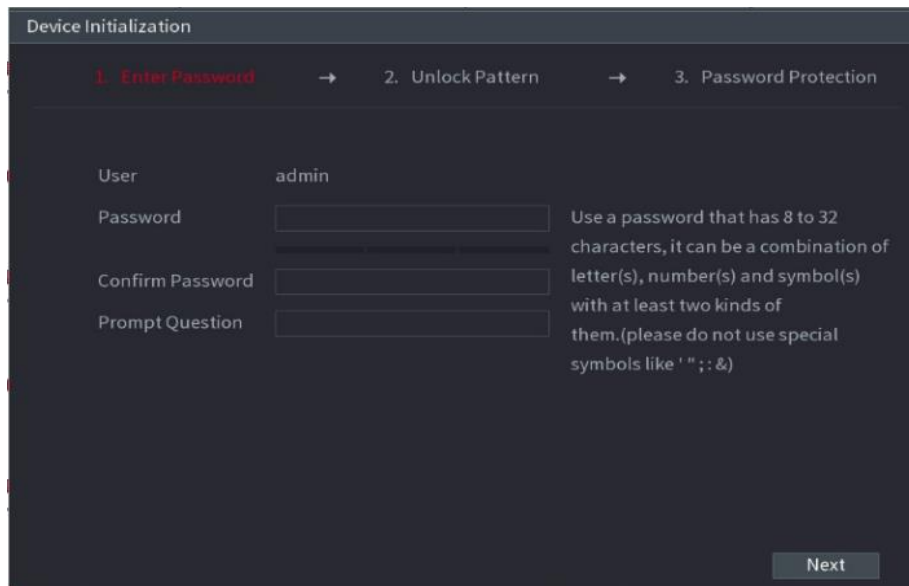 Device Initialization
1. Enter Password → 2. Unlock Pattern → 3. Password Protection
User admin
Password
Use a password that has 8 to 32
characters, it can be a combination of
letter(s), number(s) and symbol(s)
with at least two kinds of
them.(please do not use special
symbols like ' " ; : &)
Confirm Password
Prompt Question
Next